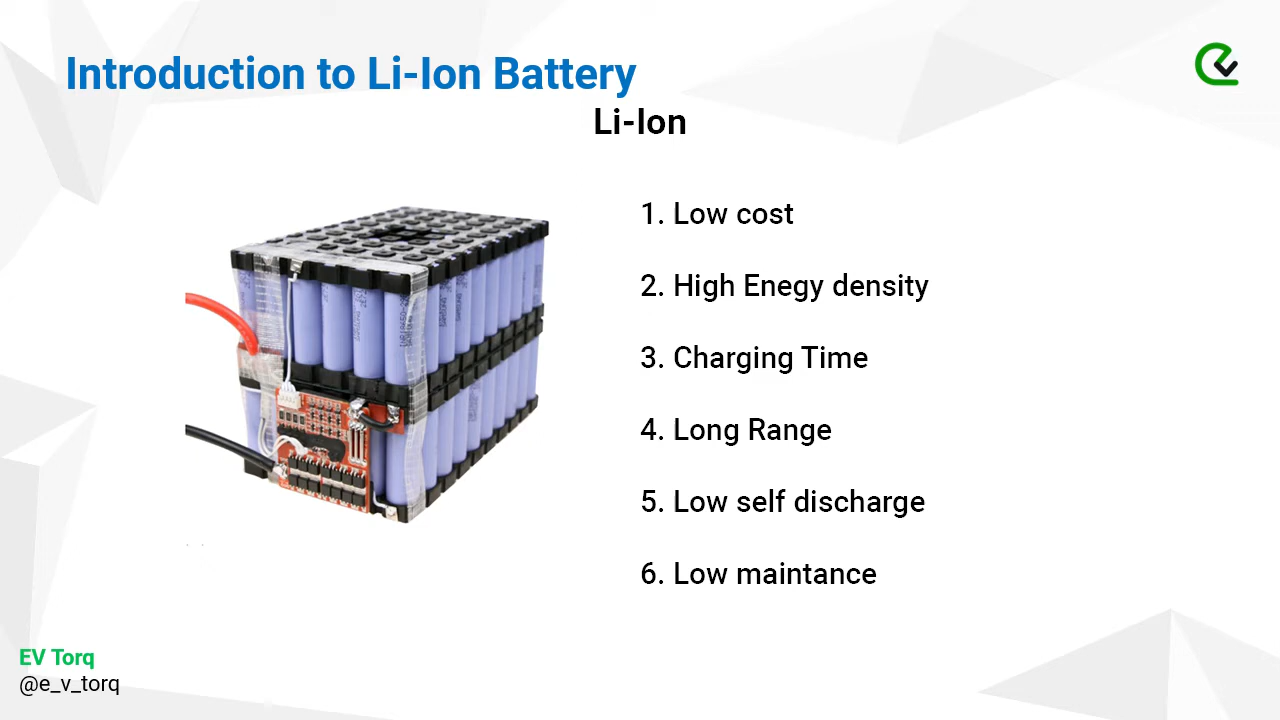 Introduction to Li-Ion Battery
Li-Ion
1. Low cost
2. High Enegy density
3. Charging Time
4. Long Range
5. Low self discharge
6. Low maintance
EV Torq
@e_v_torq